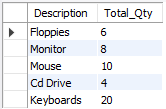 Description Total_Qty
Floppies 6
Monitor 8
Mouse 10
Cd Drive 4
Keyboards 20